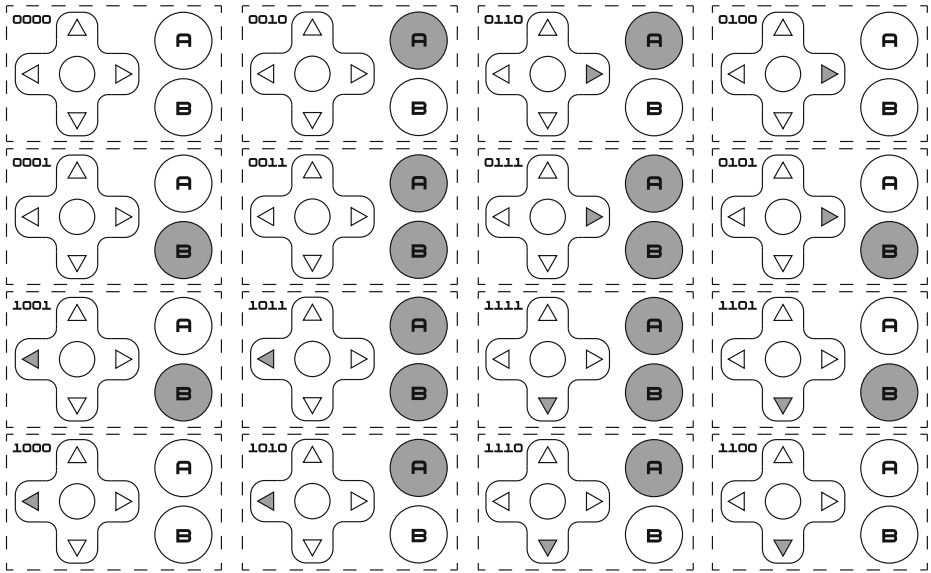 0000 A 0010 A 0110 A 0100 A
B B B B
0001 A 0011 A 0111 A 0101 A
B B B B
1001 A 1011 A 1111 A 1101 A
B B B B
1000 A 1010 A 1110 A 1100 A
B B B B